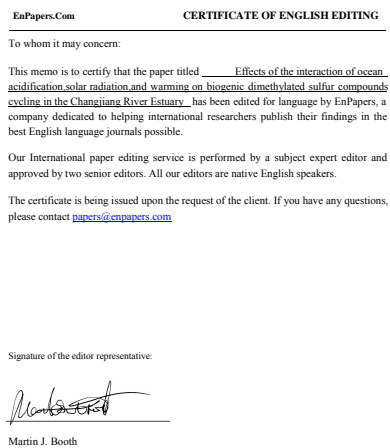 EnPapers.Com CERTIFICATE OF ENGLISH EDITING
To whom it may concern:
This memo is to certify that the paper titled Effects of the interaction of ocean
acidification,solar radiation,and warming on biogenic dimethylated sulfur compounds
cycling in the Changjiang River Estuary has been edited for language by EnPapers, a
company dedicated to helping international researchers publish their findings in the
best English language journals possible.
Our International paper editing service is performed by a subject expert editor and
approved by two senior editors. All our editors are native English speakers.
The certificate is being issued upon the request of the client. If you have any questions,
please contact papers@enpapers.com
Signature of the editor representative:
Martin J. Booth